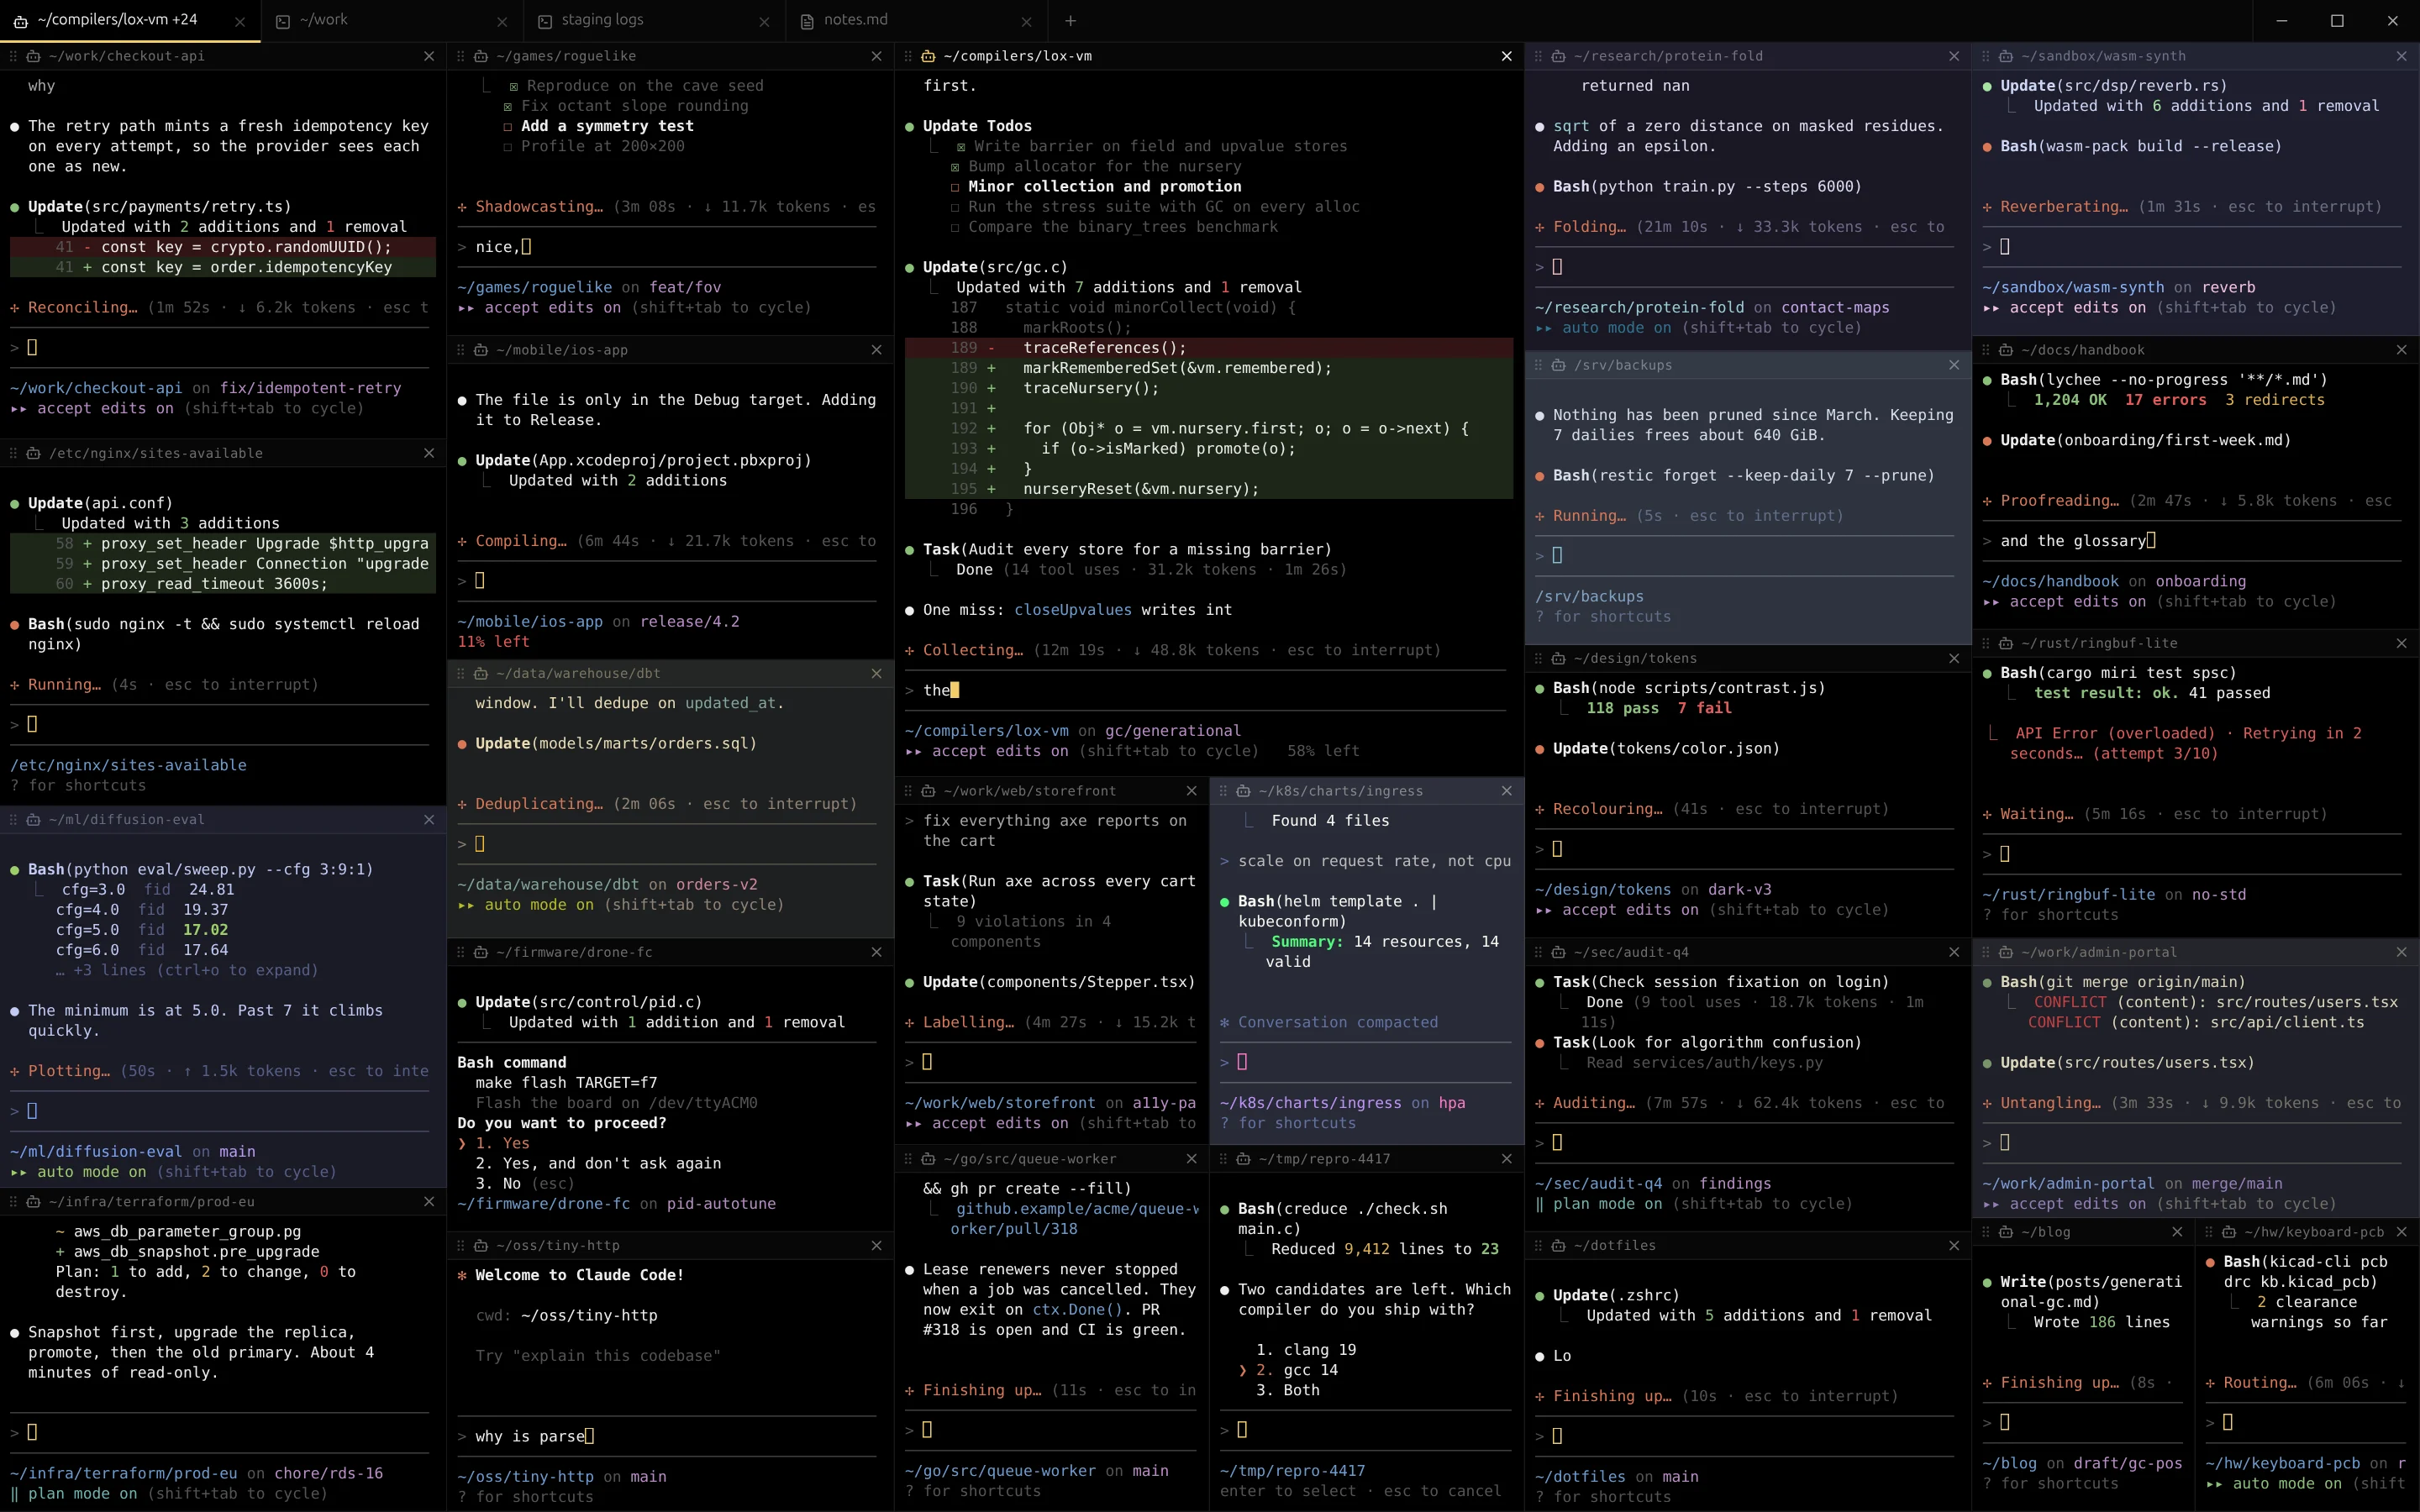 ~/compilers/lox-vm +24
~/work
staging logs
notes.md
~/work/checkout-api
why
The retry path mints a fresh idempotency key
on every attempt, so the provider sees each
one as new.
Update(src/payments/retry.ts)
Updated with 2 additions and 1 removal
41 - const key = crypto.randomUUID();
41 + const key = order.idempotencyKey
Reconciling… (1m 52s · ↓ 6.2k tokens · esc t
>
~/work/checkout-api on fix/idempotent-retry
▸▸ accept edits on (shift+tab to cycle)
/etc/nginx/sites-available
Update(api.conf)
Updated with 3 additions
58 + proxy_set_header Upgrade $http_upgra
59 + proxy_set_header Connection "upgrade
60 + proxy_read_timeout 3600s;
Bash(sudo nginx -t && sudo systemctl reload
nginx)
Running… (4s · esc to interrupt)
>
/etc/nginx/sites-available
? for shortcuts
~/ml/diffusion-eval
Bash(python eval/sweep.py --cfg 3:9:1)
cfg=3.0 fid 24.81
cfg=4.0 fid 19.37
cfg=5.0 fid 17.02
cfg=6.0 fid 17.64
… +3 lines (ctrl+o to expand)
The minimum is at 5.0. Past 7 it climbs
quickly.
Plotting… (50s · ↑ 1.5k tokens · esc to inte
>
~/ml/diffusion-eval on main
▸▸ auto mode on (shift+tab to cycle)
~/infra/terraform/prod-eu
~ aws_db_parameter_group.pg
+ aws_db_snapshot.pre_upgrade
Plan: 1 to add, 2 to change, 0 to
destroy.
Snapshot first, upgrade the replica,
promote, then the old primary. About 4
minutes of read-only.
>
~/infra/terraform/prod-eu on chore/rds-16
‖ plan mode on (shift+tab to cycle)
~/games/roguelike
☒ Reproduce on the cave seed
☒ Fix octant slope rounding
☐ Add a symmetry test
☐ Profile at 200×200
Shadowcasting… (3m 08s · ↓ 11.7k tokens · es
> nice,
~/games/roguelike on feat/fov
▸▸ accept edits on (shift+tab to cycle)
~/mobile/ios-app
The file is only in the Debug target. Adding
it to Release.
Update(App.xcodeproj/project.pbxproj)
Updated with 2 additions
Compiling… (6m 44s · ↓ 21.7k tokens · esc to
>
~/mobile/ios-app on release/4.2
11% left
~/data/warehouse/dbt
window. I'll dedupe on updated_at.
Update(models/marts/orders.sql)
Deduplicating… (2m 06s · esc to interrupt)
>
~/data/warehouse/dbt on orders-v2
▸▸ auto mode on (shift+tab to cycle)
~/firmware/drone-fc
Update(src/control/pid.c)
Updated with 1 addition and 1 removal
Bash command
make flash TARGET=f7
Flash the board on /dev/ttyACM0
Do you want to proceed?
❯ 1. Yes
2. Yes, and don't ask again
3. No (esc)
~/firmware/drone-fc on pid-autotune
~/oss/tiny-http
✻ Welcome to Claude Code!
cwd: ~/oss/tiny-http
Try "explain this codebase"
> why is parse
~/oss/tiny-http on main
? for shortcuts
~/compilers/lox-vm
first.
Update Todos
☒ Write barrier on field and upvalue stores
☒ Bump allocator for the nursery
☐ Minor collection and promotion
☐ Run the stress suite with GC on every alloc
☐ Compare the binary_trees benchmark
Update(src/gc.c)
Updated with 7 additions and 1 removal
187 static void minorCollect(void) {
188 markRoots();
189 - traceReferences();
189 + markRememberedSet(&vm.remembered);
190 + traceNursery();
191 +
192 + for (Obj* o = vm.nursery.first; o; o = o->next) {
193 + if (o->isMarked) promote(o);
194 + }
195 + nurseryReset(&vm.nursery);
196 }
Task(Audit every store for a missing barrier)
Done (14 tool uses · 31.2k tokens · 1m 26s)
One miss: closeUpvalues writes int
Collecting… (12m 19s · ↓ 48.8k tokens · esc to interrupt)
> the
~/compilers/lox-vm on gc/generational
▸▸ accept edits on (shift+tab to cycle) 58% left
~/work/web/storefront
> fix everything axe reports on
the cart
Task(Run axe across every cart
state)
9 violations in 4
components
Update(components/Stepper.tsx)
Labelling… (4m 27s · ↓ 15.2k t
>
~/work/web/storefront on a11y-pa
▸▸ accept edits on (shift+tab to
~/k8s/charts/ingress
Found 4 files
> scale on request rate, not cpu
Bash(helm template . |
kubeconform)
Summary: 14 resources, 14
valid
✻ Conversation compacted
>
~/k8s/charts/ingress on hpa
? for shortcuts
~/go/src/queue-worker
&& gh pr create --fill)
github.example/acme/queue-w
orker/pull/318
Lease renewers never stopped
when a job was cancelled. They
now exit on ctx.Done(). PR
#318 is open and CI is green.
Finishing up… (11s · esc to in
>
~/go/src/queue-worker on main
? for shortcuts
~/tmp/repro-4417
Bash(creduce ./check.sh
main.c)
Reduced 9,412 lines to 23
Two candidates are left. Which
compiler do you ship with?
1. clang 19
❯ 2. gcc 14
3. Both
>
~/tmp/repro-4417
enter to select · esc to cancel
~/research/protein-fold
returned nan
sqrt of a zero distance on masked residues.
Adding an epsilon.
Bash(python train.py --steps 6000)
Folding… (21m 10s · ↓ 33.3k tokens · esc to
>
~/research/protein-fold on contact-maps
▸▸ auto mode on (shift+tab to cycle)
/srv/backups
Nothing has been pruned since March. Keeping
7 dailies frees about 640 GiB.
Bash(restic forget --keep-daily 7 --prune)
Running… (5s · esc to interrupt)
>
/srv/backups
? for shortcuts
~/design/tokens
Bash(node scripts/contrast.js)
118 pass 7 fail
Update(tokens/color.json)
Recolouring… (41s · esc to interrupt)
>
~/design/tokens on dark-v3
▸▸ accept edits on (shift+tab to cycle)
~/sec/audit-q4
Task(Check session fixation on login)
Done (9 tool uses · 18.7k tokens · 1m
11s)
Task(Look for algorithm confusion)
Read services/auth/keys.py
Auditing… (7m 57s · ↓ 62.4k tokens · esc to
>
~/sec/audit-q4 on findings
‖ plan mode on (shift+tab to cycle)
~/dotfiles
Update(.zshrc)
Updated with 5 additions and 1 removal
Lo
Finishing up… (10s · esc to interrupt)
>
~/dotfiles on main
? for shortcuts
~/sandbox/wasm-synth
Update(src/dsp/reverb.rs)
Updated with 6 additions and 1 removal
Bash(wasm-pack build --release)
Reverberating… (1m 31s · esc to interrupt)
>
~/sandbox/wasm-synth on reverb
▸▸ accept edits on (shift+tab to cycle)
~/docs/handbook
Bash(lychee --no-progress '**/*.md')
1,204 OK 17 errors 3 redirects
Update(onboarding/first-week.md)
Proofreading… (2m 47s · ↓ 5.8k tokens · esc
> and the glossary
~/docs/handbook on onboarding
▸▸ accept edits on (shift+tab to cycle)
~/rust/ringbuf-lite
Bash(cargo miri test spsc)
test result: ok. 41 passed
API Error (overloaded) · Retrying in 2
seconds… (attempt 3/10)
Waiting… (5m 16s · esc to interrupt)
>
~/rust/ringbuf-lite on no-std
? for shortcuts
~/work/admin-portal
Bash(git merge origin/main)
CONFLICT (content): src/routes/users.tsx
CONFLICT (content): src/api/client.ts
Update(src/routes/users.tsx)
Untangling… (3m 33s · ↓ 9.9k tokens · esc to
>
~/work/admin-portal on merge/main
▸▸ accept edits on (shift+tab to cycle)
~/blog
Write(posts/generati
onal-gc.md)
Wrote 186 lines
Finishing up… (8s ·
>
~/blog on draft/gc-pos
? for shortcuts
~/hw/keyboard-pcb
Bash(kicad-cli pcb
drc kb.kicad_pcb)
2 clearance
warnings so far
Routing… (6m 06s · ↓
>
~/hw/keyboard-pcb on r
▸▸ auto mode on (shift